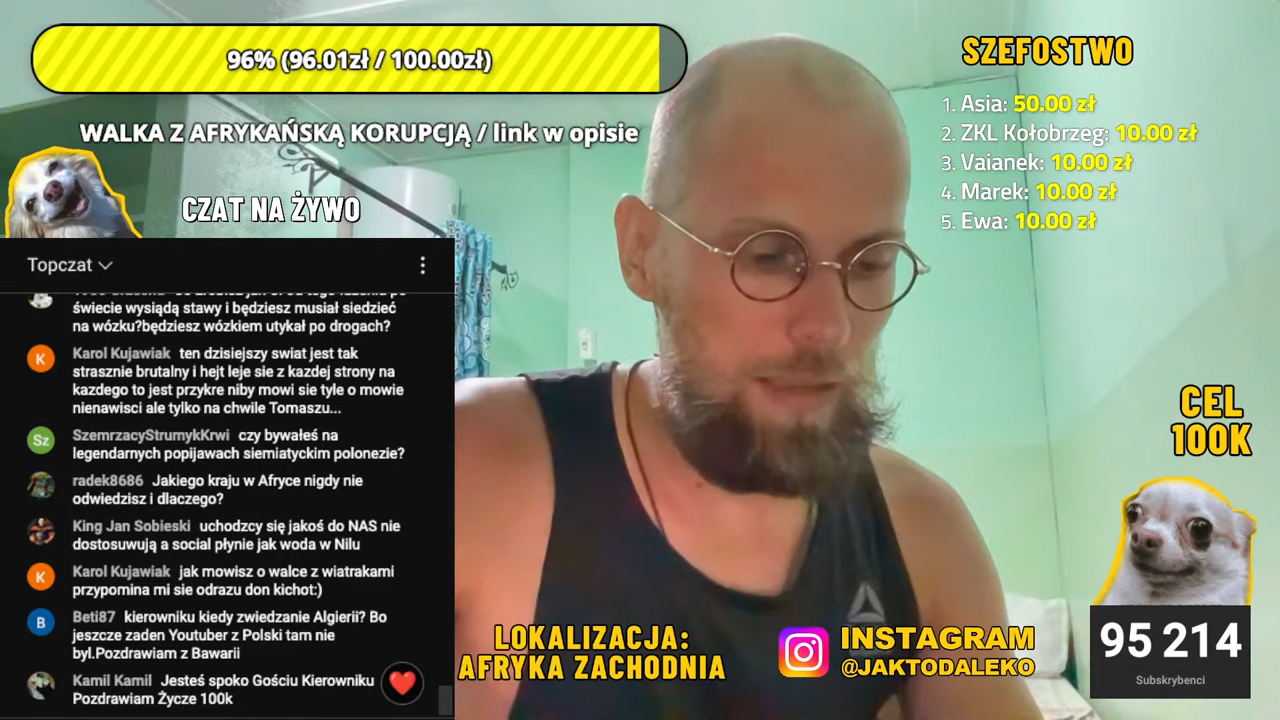 96% (96.01zł / 100.00zł)
WALKA Z AFRYKAŃSKĄ KORUPCJĄ / link w opisie
CZAT NA ŻYWO
Topczat
świecie wysiądą stawy i będziesz musiał siedzieć
na wózku?będziesz wózkiem utykał po drogach?
K
Karol Kujawiak ten dzisiejszy swiat jest tak
strasznie brutalny i hejt leje sie z kazdej strony na
kazdego to jest przykre niby mowi sie tyle o mowie
nienawisci ale tylko na chwile Tomaszu...
Sz
SzemrzacyStrumykKrwi czy bywałeś na
legendarnych popijawach siemiatyckim polonezie?
radek8686 Jakiego kraju w Afryce nigdy nie
odwiedzisz i dlaczego?
King Jan Sobieski uchodzcy się jakoś do NAS nie
dostosuwują a social płynie jak woda w Nilu
K
Karol Kujawiak jak mowisz o walce z wiatrakami
przypomina mi sie odrazu don kichot:)
B
Beti87 kierowniku kiedy zwiedzanie Algierii? Bo
jeszcze zaden Youtuber z Polski tam nie
byl.Pozdrawiam z Bawarii
Kamil Kamil Jesteś spoko Gościu Kierowniku
Pozdrawiam Życze 100k
SZEFOSTWO
1. Asia: 50.00 zł
2. ZKL Kołobrzeg: 10.00 zł
3. Vaianek: 10.00 zł
4. Marek: 10.00 zł
5. Ewa: 10.00 zł
CEL
100K
95 214
Subskrybenci
LOKALIZACJA:
AFRYKA ZACHODNIA
INSTAGRAM
@JAKTODALEKO